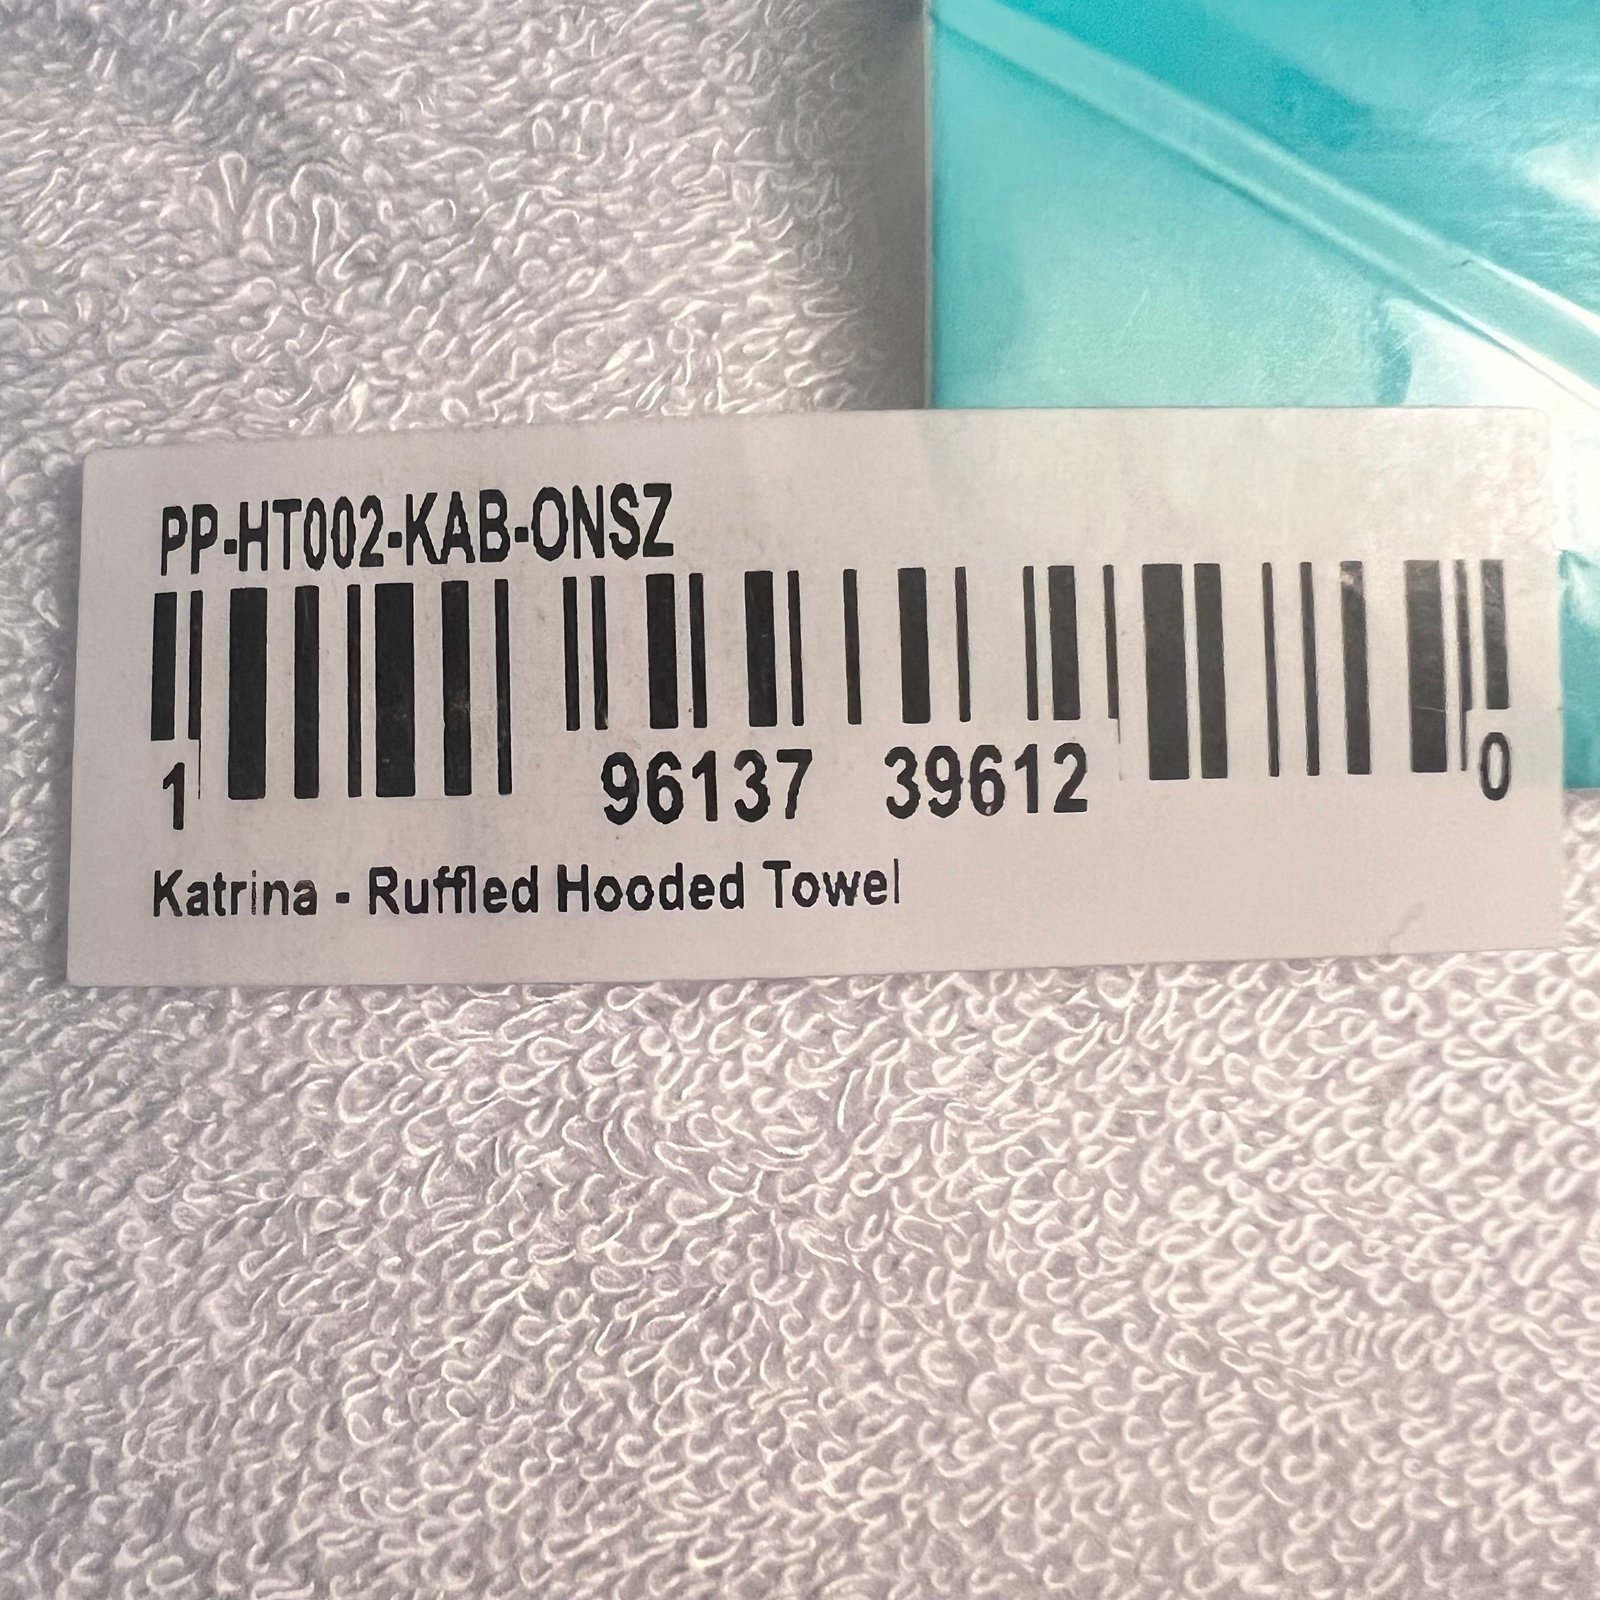 PP-HT002-KAB-ONSZ
1 96137 39612 0
Katrina - Ruffled Hooded Towel